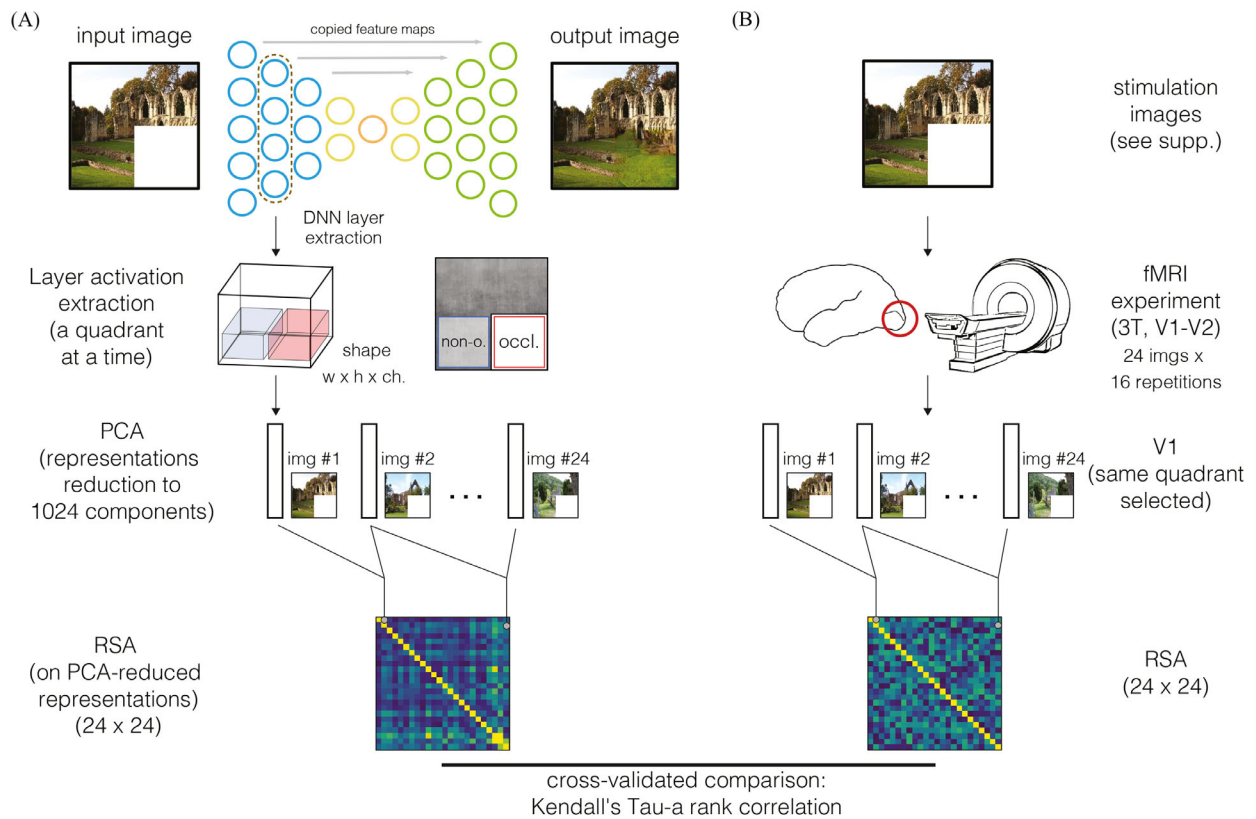 (A)
input image
copied feature maps
output image
DNN layer
extraction
Layer activation
extraction
(a quadrant
at a time)
shape
w x h x ch.
non-o.
occl.
PCA
(representations
reduction to
1024 components)
img #1
img #2
...
img #24
RSA
(on PCA-reduced
representations)
(24 x 24)
(B)
stimulation
images
(see supp.)
fMRI
experiment
(3T, V1-V2)
24 imgs x
16 repetitions
img #1
img #2
...
img #24
V1
(same quadrant
selected)
RSA
(24 x 24)
cross-validated comparison:
Kendall's Tau-a rank correlation